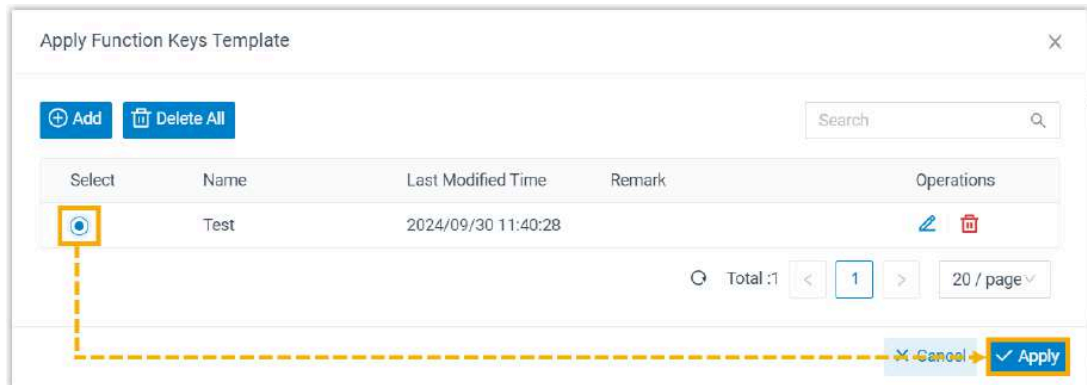 Apply Function Keys Template
Add Delete All Search
Select Name Last Modified Time Remark Operations
Test 2024/09/30 11:40:28
Total :1 < 1 > 20 / page
Cancel Apply